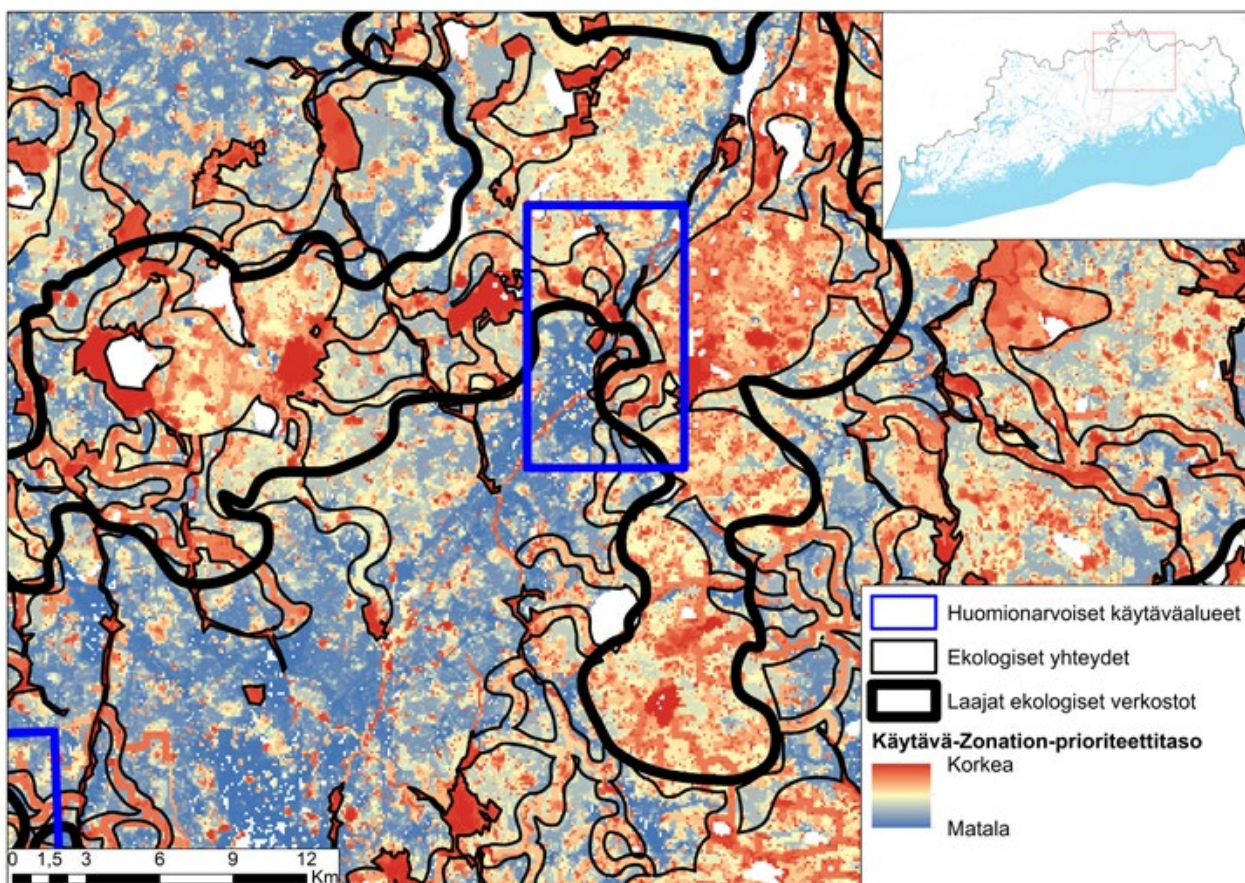 Huomionarvoiset käytäväalueet
Ekologiset yhteydet
Laajat ekologiset verkostot
Käytävä-Zonation-prioriteettitaso
Korkea
Matala
0 1,5 3 6 9 12
Km